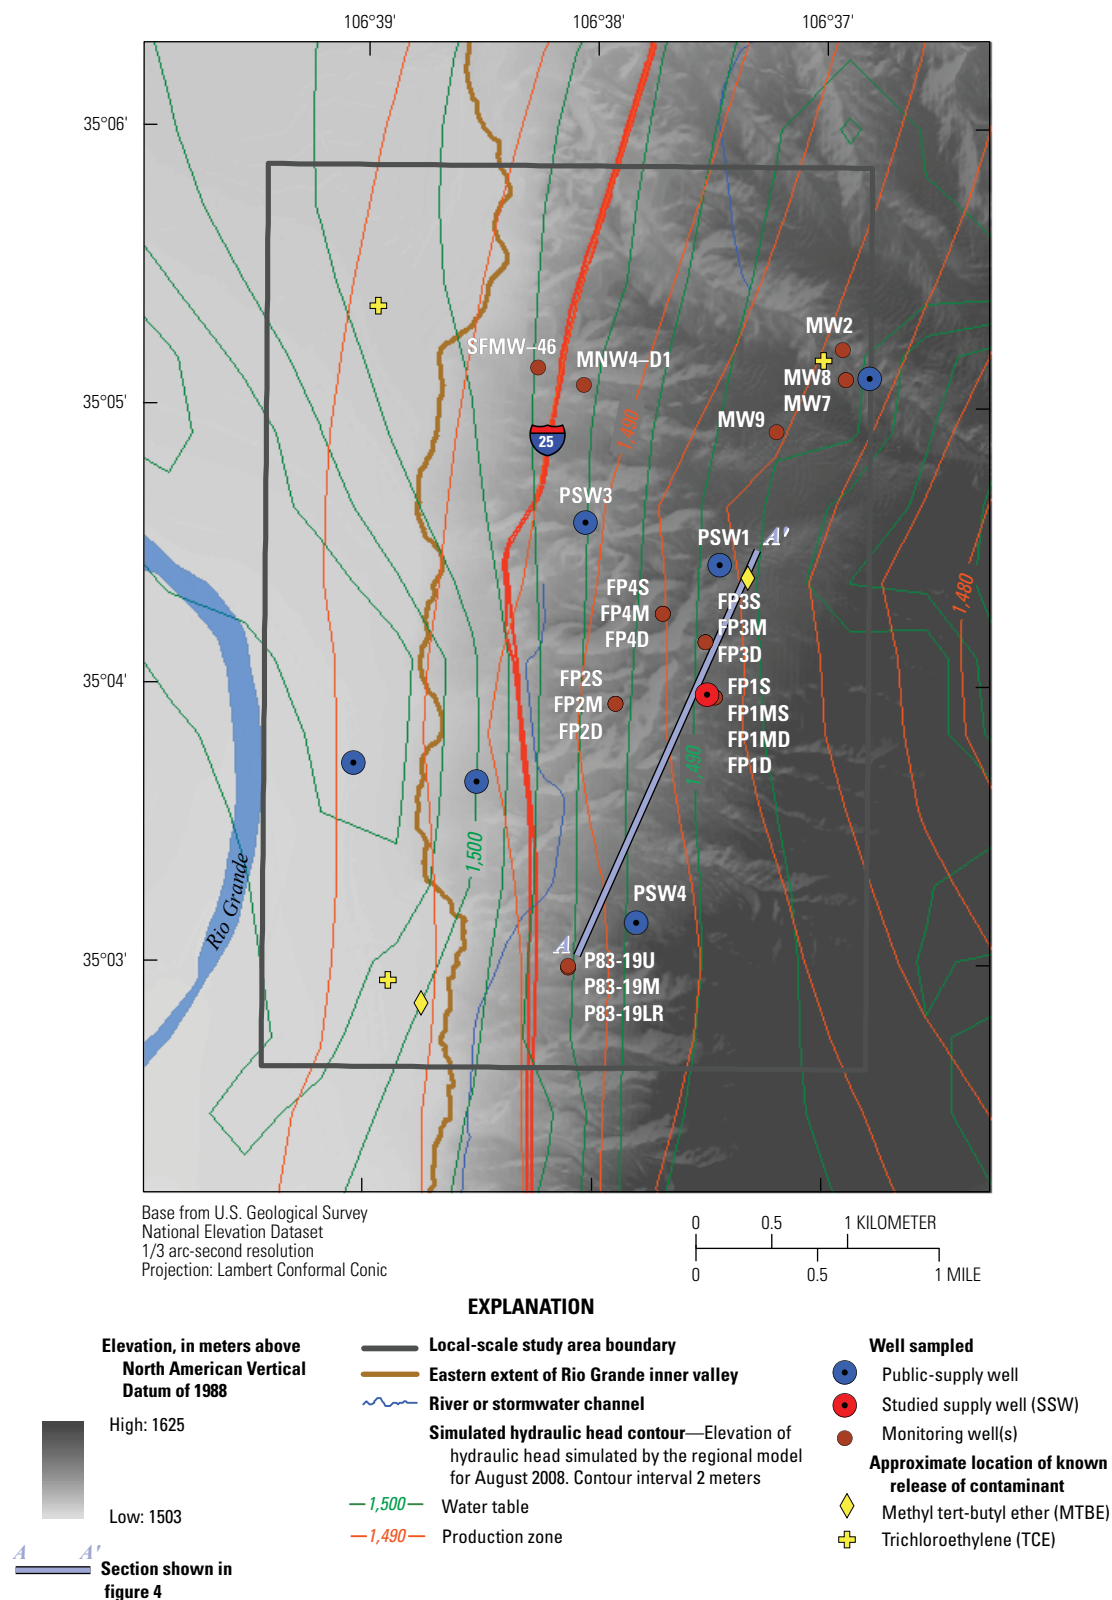 106°39'
106°38'
106°37'
35°06'
35°05'
35°04'
35°03'
SFMW–46
MNW4–D1
MW2
MW8
MW7
MW9
1,490
25
PSW3
PSW1
A'
FP4S
FP4M
FP4D
FP3S
FP3M
FP3D
1,480
FP2S
FP2M
FP2D
FP1S
FP1MS
FP1MD
FP1D
1,490
1,500
Rio Grande
PSW4
A
P83-19U
P83-19M
P83-19LR
Base from U.S. Geological Survey
National Elevation Dataset
1/3 arc-second resolution
Projection: Lambert Conformal Conic
0 0.5 1 KILOMETER
0 0.5 1 MILE
EXPLANATION
Elevation, in meters above
North American Vertical
Datum of 1988
High: 1625
Low: 1503
A A'
Section shown in
figure 4
Local-scale study area boundary
Eastern extent of Rio Grande inner valley
River or stormwater channel
Simulated hydraulic head contour—Elevation of
hydraulic head simulated by the regional model
for August 2008. Contour interval 2 meters
1,500 Water table
1,490 Production zone
Well sampled
Public-supply well
Studied supply well (SSW)
Monitoring well(s)
Approximate location of known
release of contaminant
Methyl tert-butyl ether (MTBE)
Trichloroethylene (TCE)